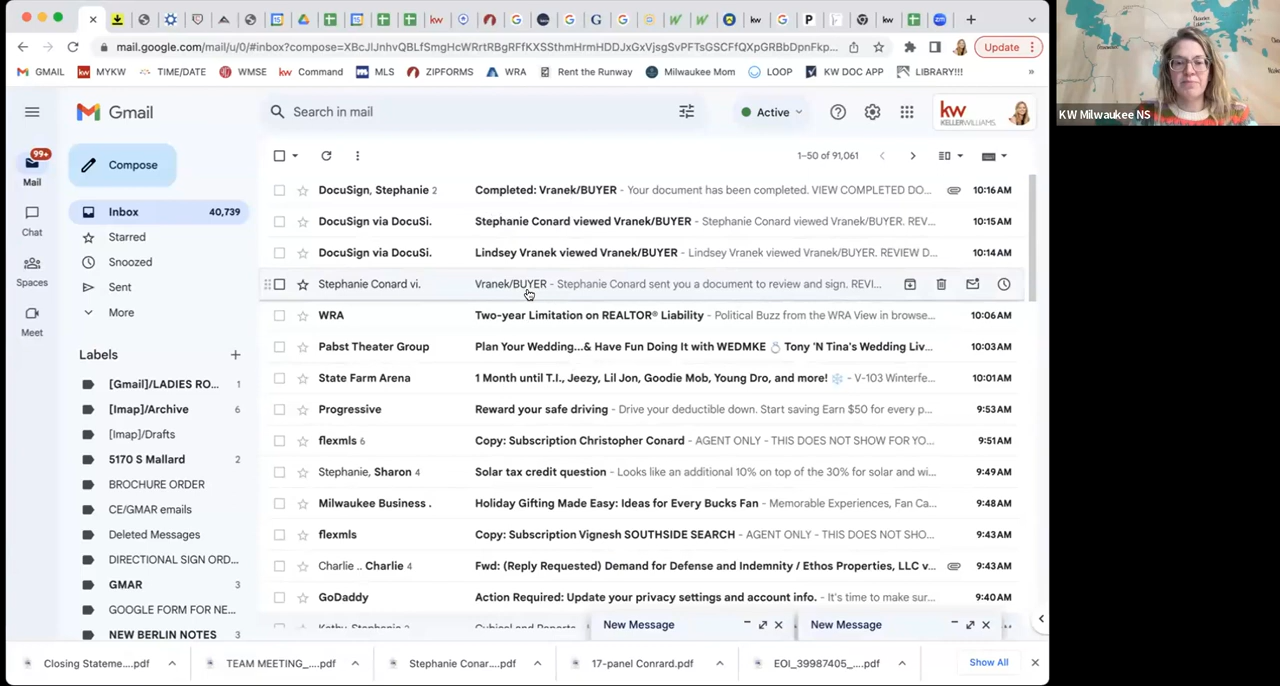 mail.google.com/mail/u/0/#inbox?compose=XBcJlJnhvQBLfSmgHcWRrtRBgRFfKXSSthmHrmHDDJxGxVjsgSvPFTsGSCFfQXpGRBbDpnFkp...
Update
GMAIL MYKW TIME/DATE WMSE kw Command MLS ZIPFORMS WRA Rent the Runway Milwaukee Mom LOOP KW DOC APP LIBRARY!!! »
Gmail
Search in mail
Active
kw
KELLERWILLIAMS.
KW Milwaukee NS
99+
Mail
Chat
Spaces
Meet
Compose
Inbox 40,739
Starred
Snoozed
Sent
More
Labels +
[Gmail]/LADIES RO... 1
[Imap]/Archive 6
[Imap]/Drafts
5170 S Mallard 2
BROCHURE ORDER
CE/GMAR emails
Deleted Messages
DIRECTIONAL SIGN ORD...
GMAR 3
GOOGLE FORM FOR NE...
NEW BERLIN NOTES 3
1–50 of 91,061
DocuSign, Stephanie 2 Completed: Vranek/BUYER - Your document has been completed. VIEW COMPLETED DO... 10:16 AM
DocuSign via DocuSi. Stephanie Conard viewed Vranek/BUYER - Stephanie Conard viewed Vranek/BUYER. REV... 10:15 AM
DocuSign via DocuSi. Lindsey Vranek viewed Vranek/BUYER - Lindsey Vranek viewed Vranek/BUYER. REVIEW D... 10:14 AM
Stephanie Conard vi. Vranek/BUYER - Stephanie Conard sent you a document to review and sign. REVI...
WRA Two-year Limitation on REALTOR® Liability - Political Buzz from the WRA View in browse... 10:06 AM
Pabst Theater Group Plan Your Wedding...& Have Fun Doing It with WEDMKE 💍 Tony 'N Tina's Wedding Liv... 10:03 AM
State Farm Arena 1 Month until T.I., Jeezy, Lil Jon, Goodie Mob, Young Dro, and more! ❄️ - V-103 Winterfe... 10:01 AM
Progressive Reward your safe driving - Drive your deductible down. Start saving Earn $50 for every p... 9:53 AM
flexmls 6 Copy: Subscription Christopher Conard - AGENT ONLY - THIS DOES NOT SHOW FOR YO... 9:51 AM
Stephanie, Sharon 4 Solar tax credit question - Looks like an additional 10% on top of the 30% for solar and wi... 9:49 AM
Milwaukee Business . Holiday Gifting Made Easy: Ideas for Every Bucks Fan - Memorable Experiences, Fan Ca... 9:48 AM
flexmls Copy: Subscription Vignesh SOUTHSIDE SEARCH - AGENT ONLY - THIS DOES NOT SHO... 9:43 AM
Charlie .. Charlie 4 Fwd: (Reply Requested) Demand for Defense and Indemnity / Ethos Properties, LLC v... 9:43 AM
GoDaddy Action Required: Update your privacy settings and account info. - It's time to make sur... 9:40 AM
New Message
New Message
Closing Stateme....pdf
TEAM MEETING_....pdf
Stephanie Conar....pdf
17-panel Conrard.pdf
EOI_39987405_....pdf
Show All